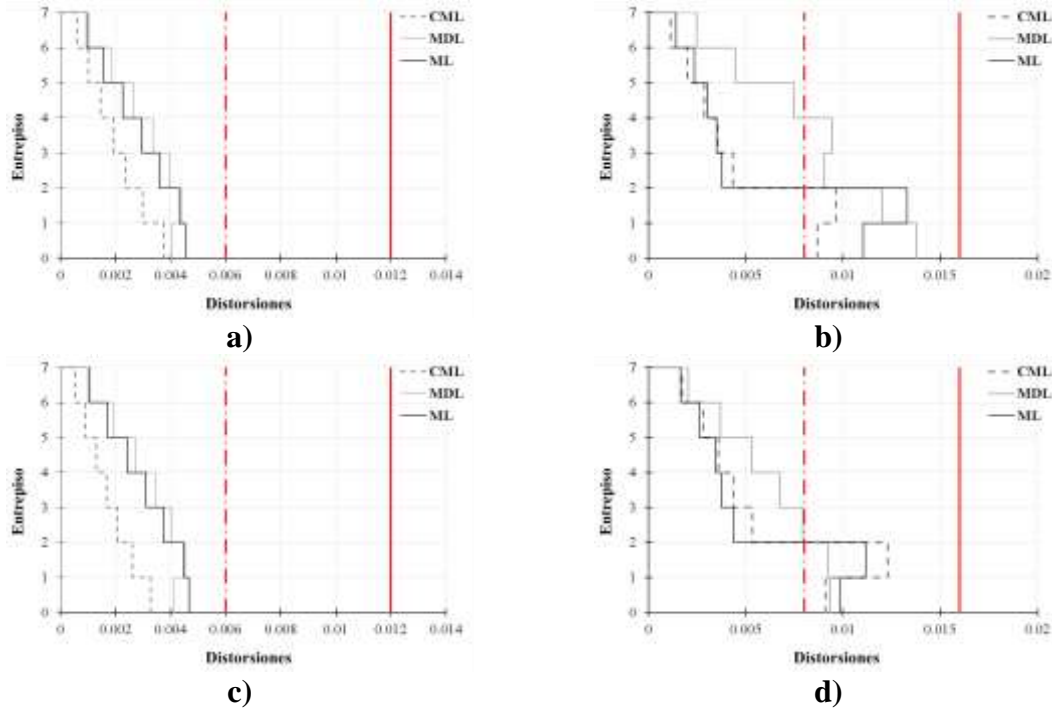 7
6
5
4
3
2
1
0
Entrepiso
0 0.002 0.004 0.006 0.008 0.01 0.012 0.014
Distorsiones
CML
MDL
ML
a)
7
6
5
4
3
2
1
0
Entrepiso
0 0.005 0.01 0.015 0.02
Distorsiones
CML
MDL
ML
b)
7
6
5
4
3
2
1
0
Entrepiso
0 0.002 0.004 0.006 0.008 0.01 0.012 0.014
Distorsiones
CML
MDL
ML
c)
7
6
5
4
3
2
1
0
Entrepiso
0 0.005 0.01 0.015 0.02
Distorsiones
CML
MDL
ML
d)